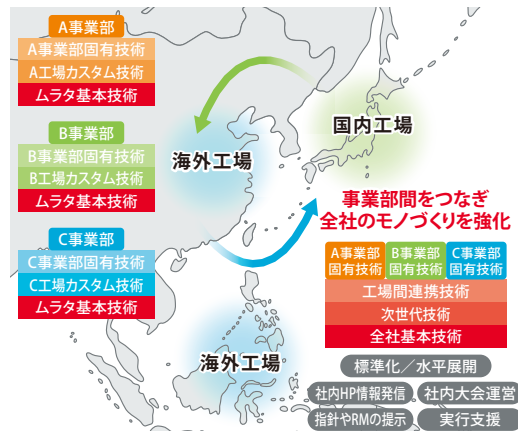 A事業部
A事業部固有技術
A工場カスタム技術
ムラタ基本技術
B事業部
B事業部固有技術
B工場カスタム技術
ムラタ基本技術
C事業部
C事業部固有技術
C工場カスタム技術
ムラタ基本技術
国内工場
海外工場
海外工場
事業部間をつなぎ
全社のモノづくりを強化
A事業部
固有技術
B事業部
固有技術
C事業部
固有技術
工場間連携技術
次世代技術
全社基本技術
標準化／水平展開
社内HP情報発信
社内大会運営
指針やRMの提示
実行支援